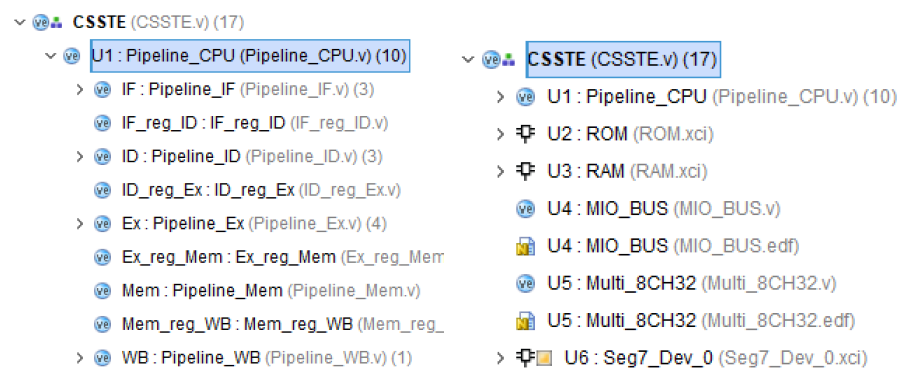 CSSTE (CSSTE.v) (17)
U1 : Pipeline_CPU (Pipeline_CPU.v) (10)
IF : Pipeline_IF (Pipeline_IF.v) (3)
IF_reg_ID : IF_reg_ID (IF_reg_ID.v)
ID : Pipeline_ID (Pipeline_ID.v) (3)
ID_reg_Ex : ID_reg_Ex (ID_reg_Ex.v)
Ex : Pipeline_Ex (Pipeline_Ex.v) (4)
Ex_reg_Mem : Ex_reg_Mem (Ex_reg_Mem
Mem : Pipeline_Mem (Pipeline_Mem.v)
Mem_reg_WB : Mem_reg_WB (Mem_reg_
WB : Pipeline_WB (Pipeline_WB.v) (1)
CSSTE (CSSTE.v) (17)
U1 : Pipeline_CPU (Pipeline_CPU.v) (10)
U2 : ROM (ROM.xci)
U3 : RAM (RAM.xci)
U4 : MIO_BUS (MIO_BUS.v)
U4 : MIO_BUS (MIO_BUS.edf)
U5 : Multi_8CH32 (Multi_8CH32.v)
U5 : Multi_8CH32 (Multi_8CH32.edf)
U6 : Seg7_Dev_0 (Seg7_Dev_0.xci)